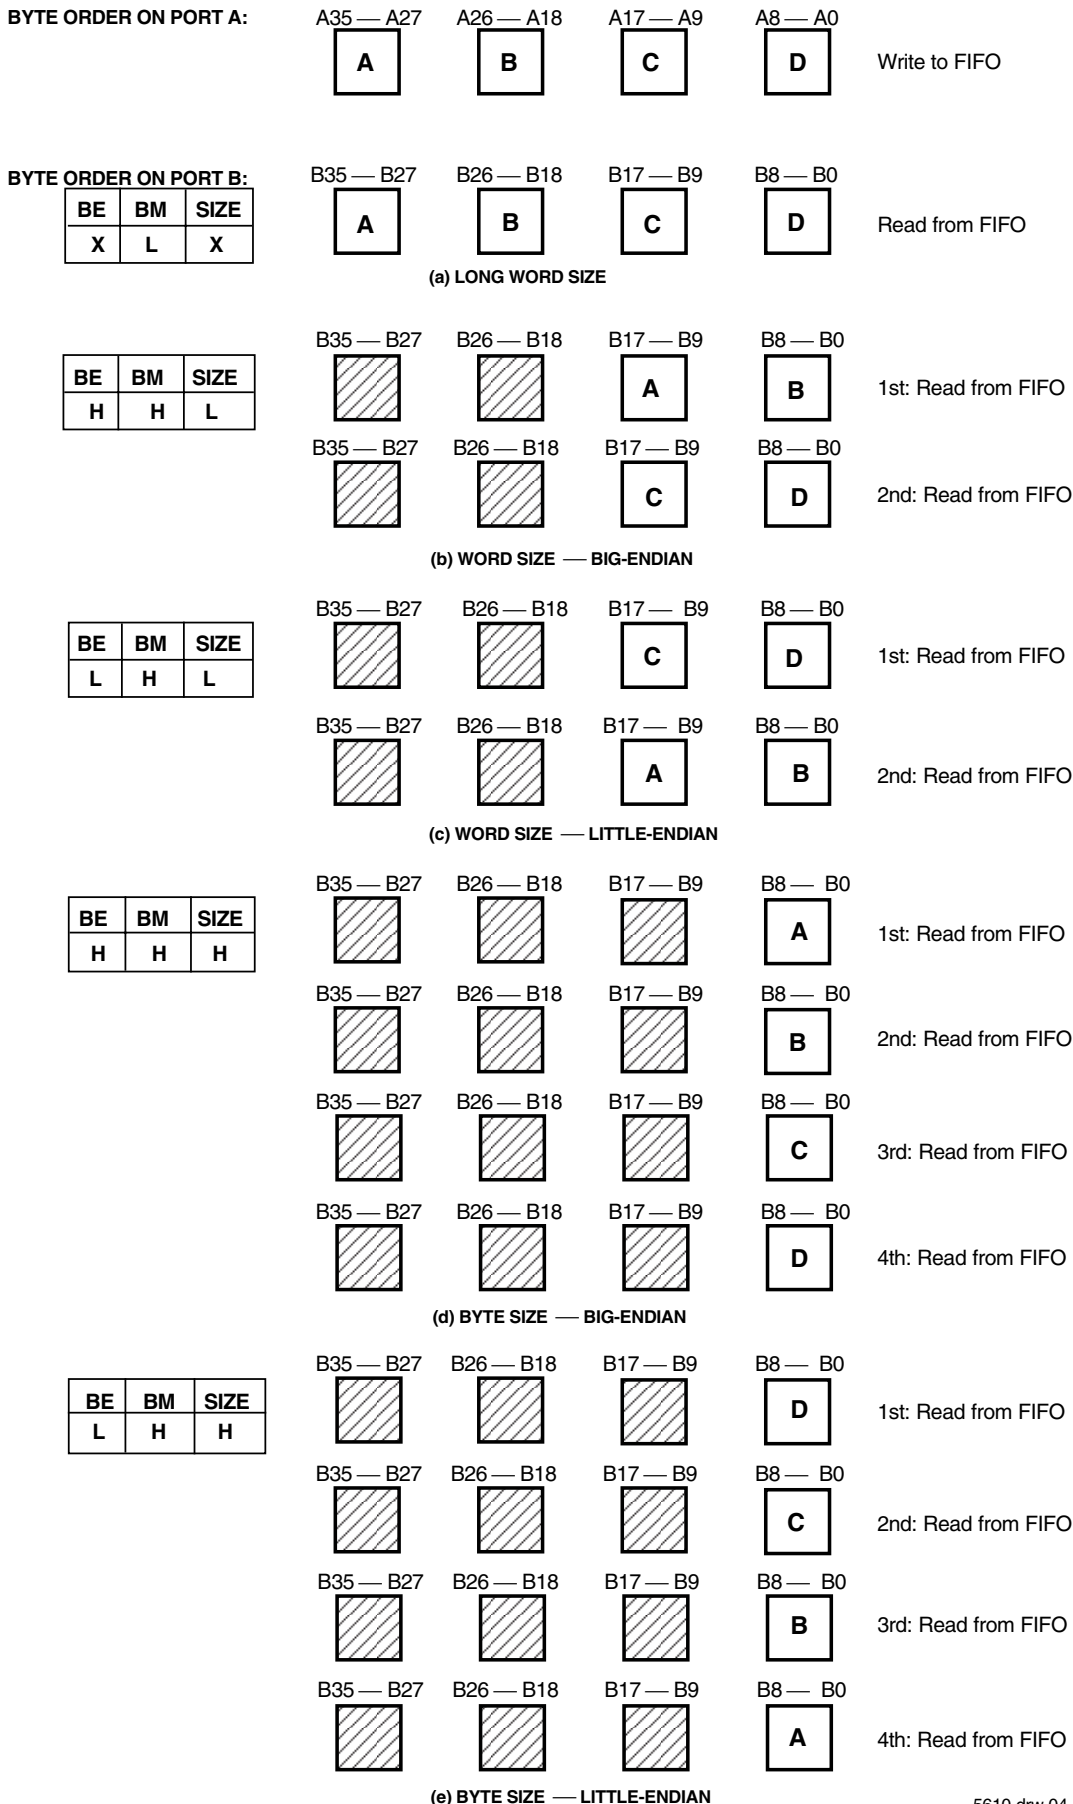 BYTE ORDER ON PORT A:
A35 — A27 A26 — A18 A17 — A9 A8 — A0
A B C D Write to FIFO
BYTE ORDER ON PORT B:
B35 — B27 B26 — B18 B17 — B9 B8 — B0
BE BM SIZE
X L X
A B C D Read from FIFO
(a) LONG WORD SIZE
B35 — B27 B26 — B18 B17 — B9 B8 — B0
BE BM SIZE
H H L
A B 1st: Read from FIFO
B35 — B27 B26 — B18 B17 — B9 B8 — B0
C D 2nd: Read from FIFO
(b) WORD SIZE — BIG-ENDIAN
B35 — B27 B26 — B18 B17 — B9 B8 — B0
BE BM SIZE
L H L
C D 1st: Read from FIFO
B35 — B27 B26 — B18 B17 — B9 B8 — B0
A B 2nd: Read from FIFO
(c) WORD SIZE — LITTLE-ENDIAN
B35 — B27 B26 — B18 B17 — B9 B8 — B0
BE BM SIZE
H H H
A 1st: Read from FIFO
B35 — B27 B26 — B18 B17 — B9 B8 — B0
B 2nd: Read from FIFO
B35 — B27 B26 — B18 B17 — B9 B8 — B0
C 3rd: Read from FIFO
B35 — B27 B26 — B18 B17 — B9 B8 — B0
D 4th: Read from FIFO
(d) BYTE SIZE — BIG-ENDIAN
B35 — B27 B26 — B18 B17 — B9 B8 — B0
BE BM SIZE
L H H
D 1st: Read from FIFO
B35 — B27 B26 — B18 B17 — B9 B8 — B0
C 2nd: Read from FIFO
B35 — B27 B26 — B18 B17 — B9 B8 — B0
B 3rd: Read from FIFO
B35 — B27 B26 — B18 B17 — B9 B8 — B0
A 4th: Read from FIFO
(e) BYTE SIZE — LITTLE-ENDIAN
5610 drw 04